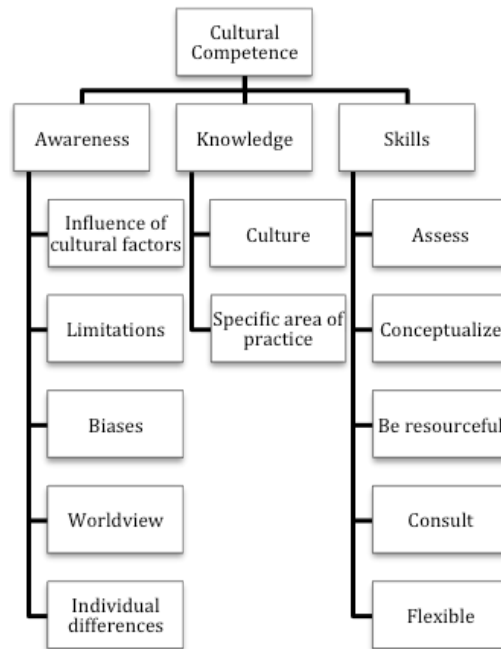 Cultural
Competence
Awareness
Knowledge
Skills
Influence of
cultural factors
Limitations
Biases
Worldview
Individual
differences
Culture
Specific area of
practice
Assess
Conceptualize
Be resourceful
Consult
Flexible